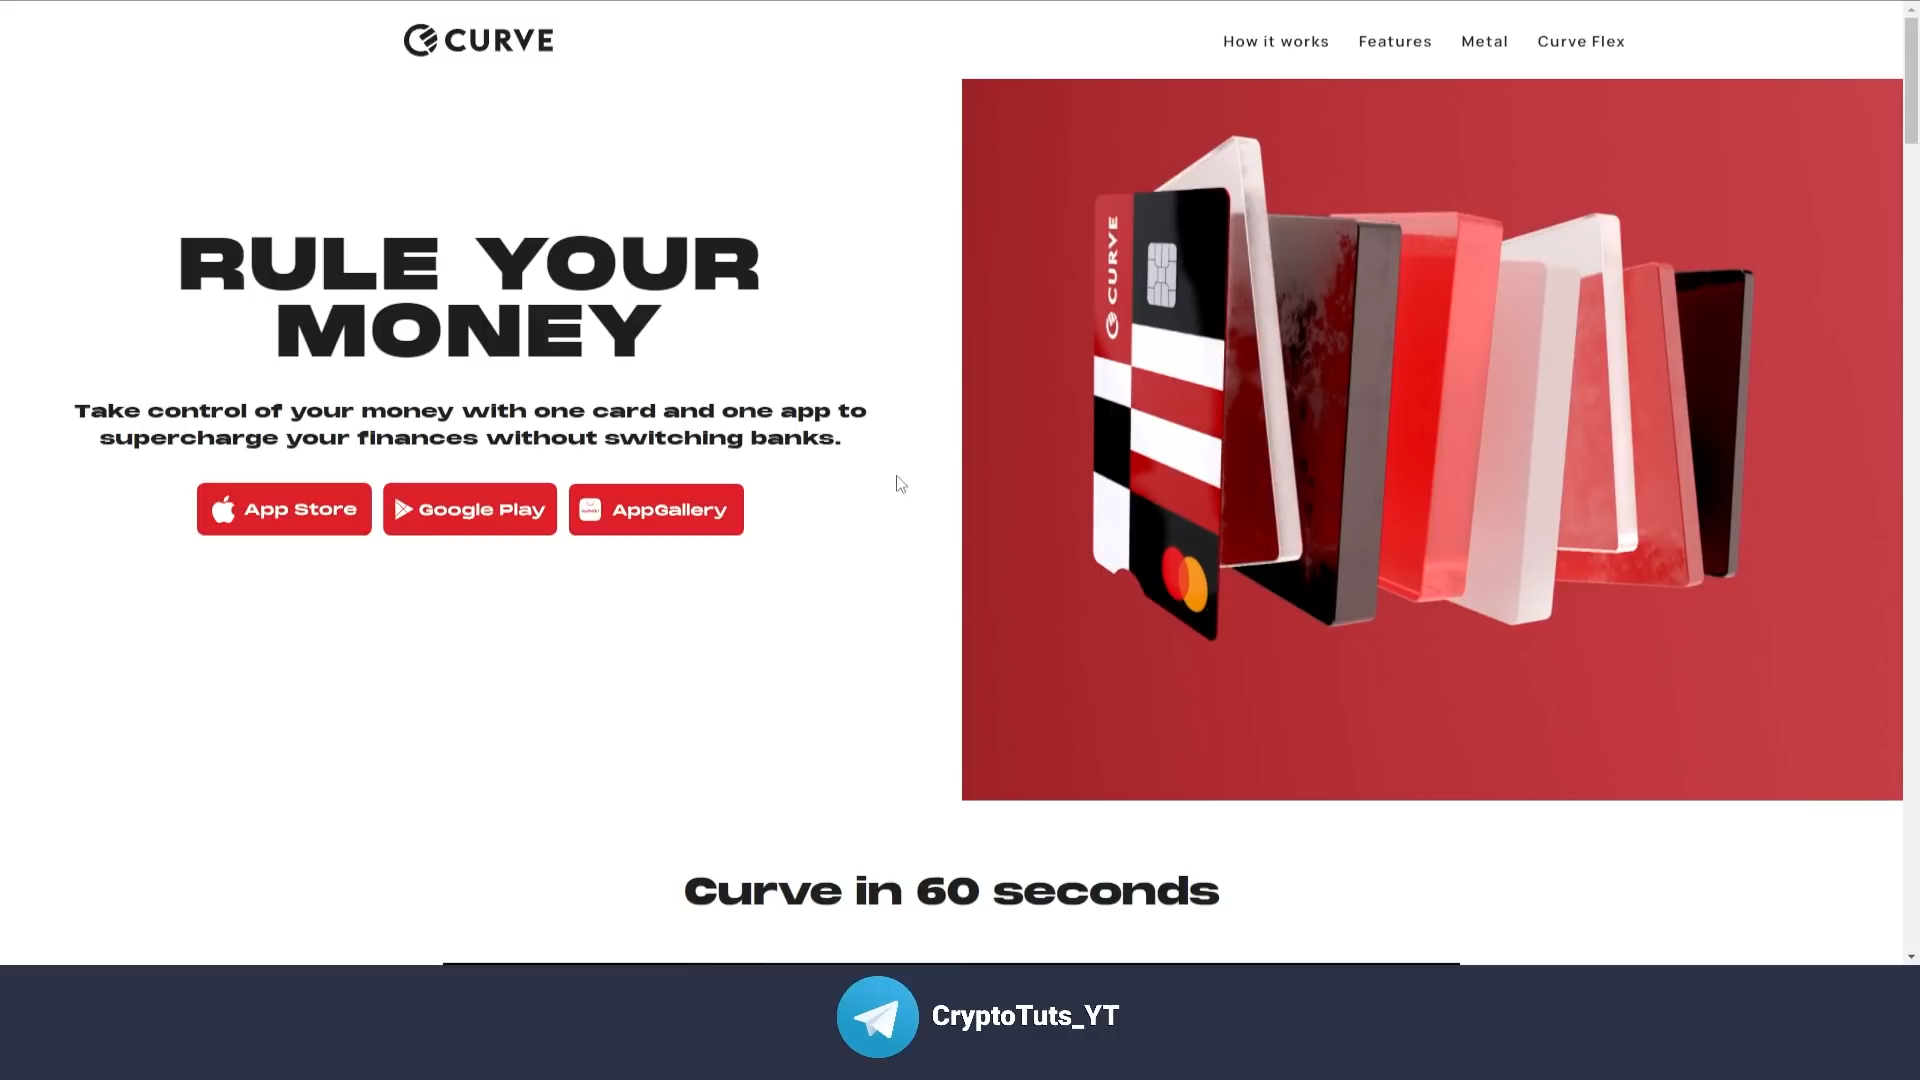 CURVE
How it works Features Metal Curve Flex
RULE YOUR
MONEY
Take control of your money with one card and one app to
supercharge your finances without switching banks.
App Store Google Play AppGallery
CURVE
Curve in 60 seconds
CryptoTuts_YT